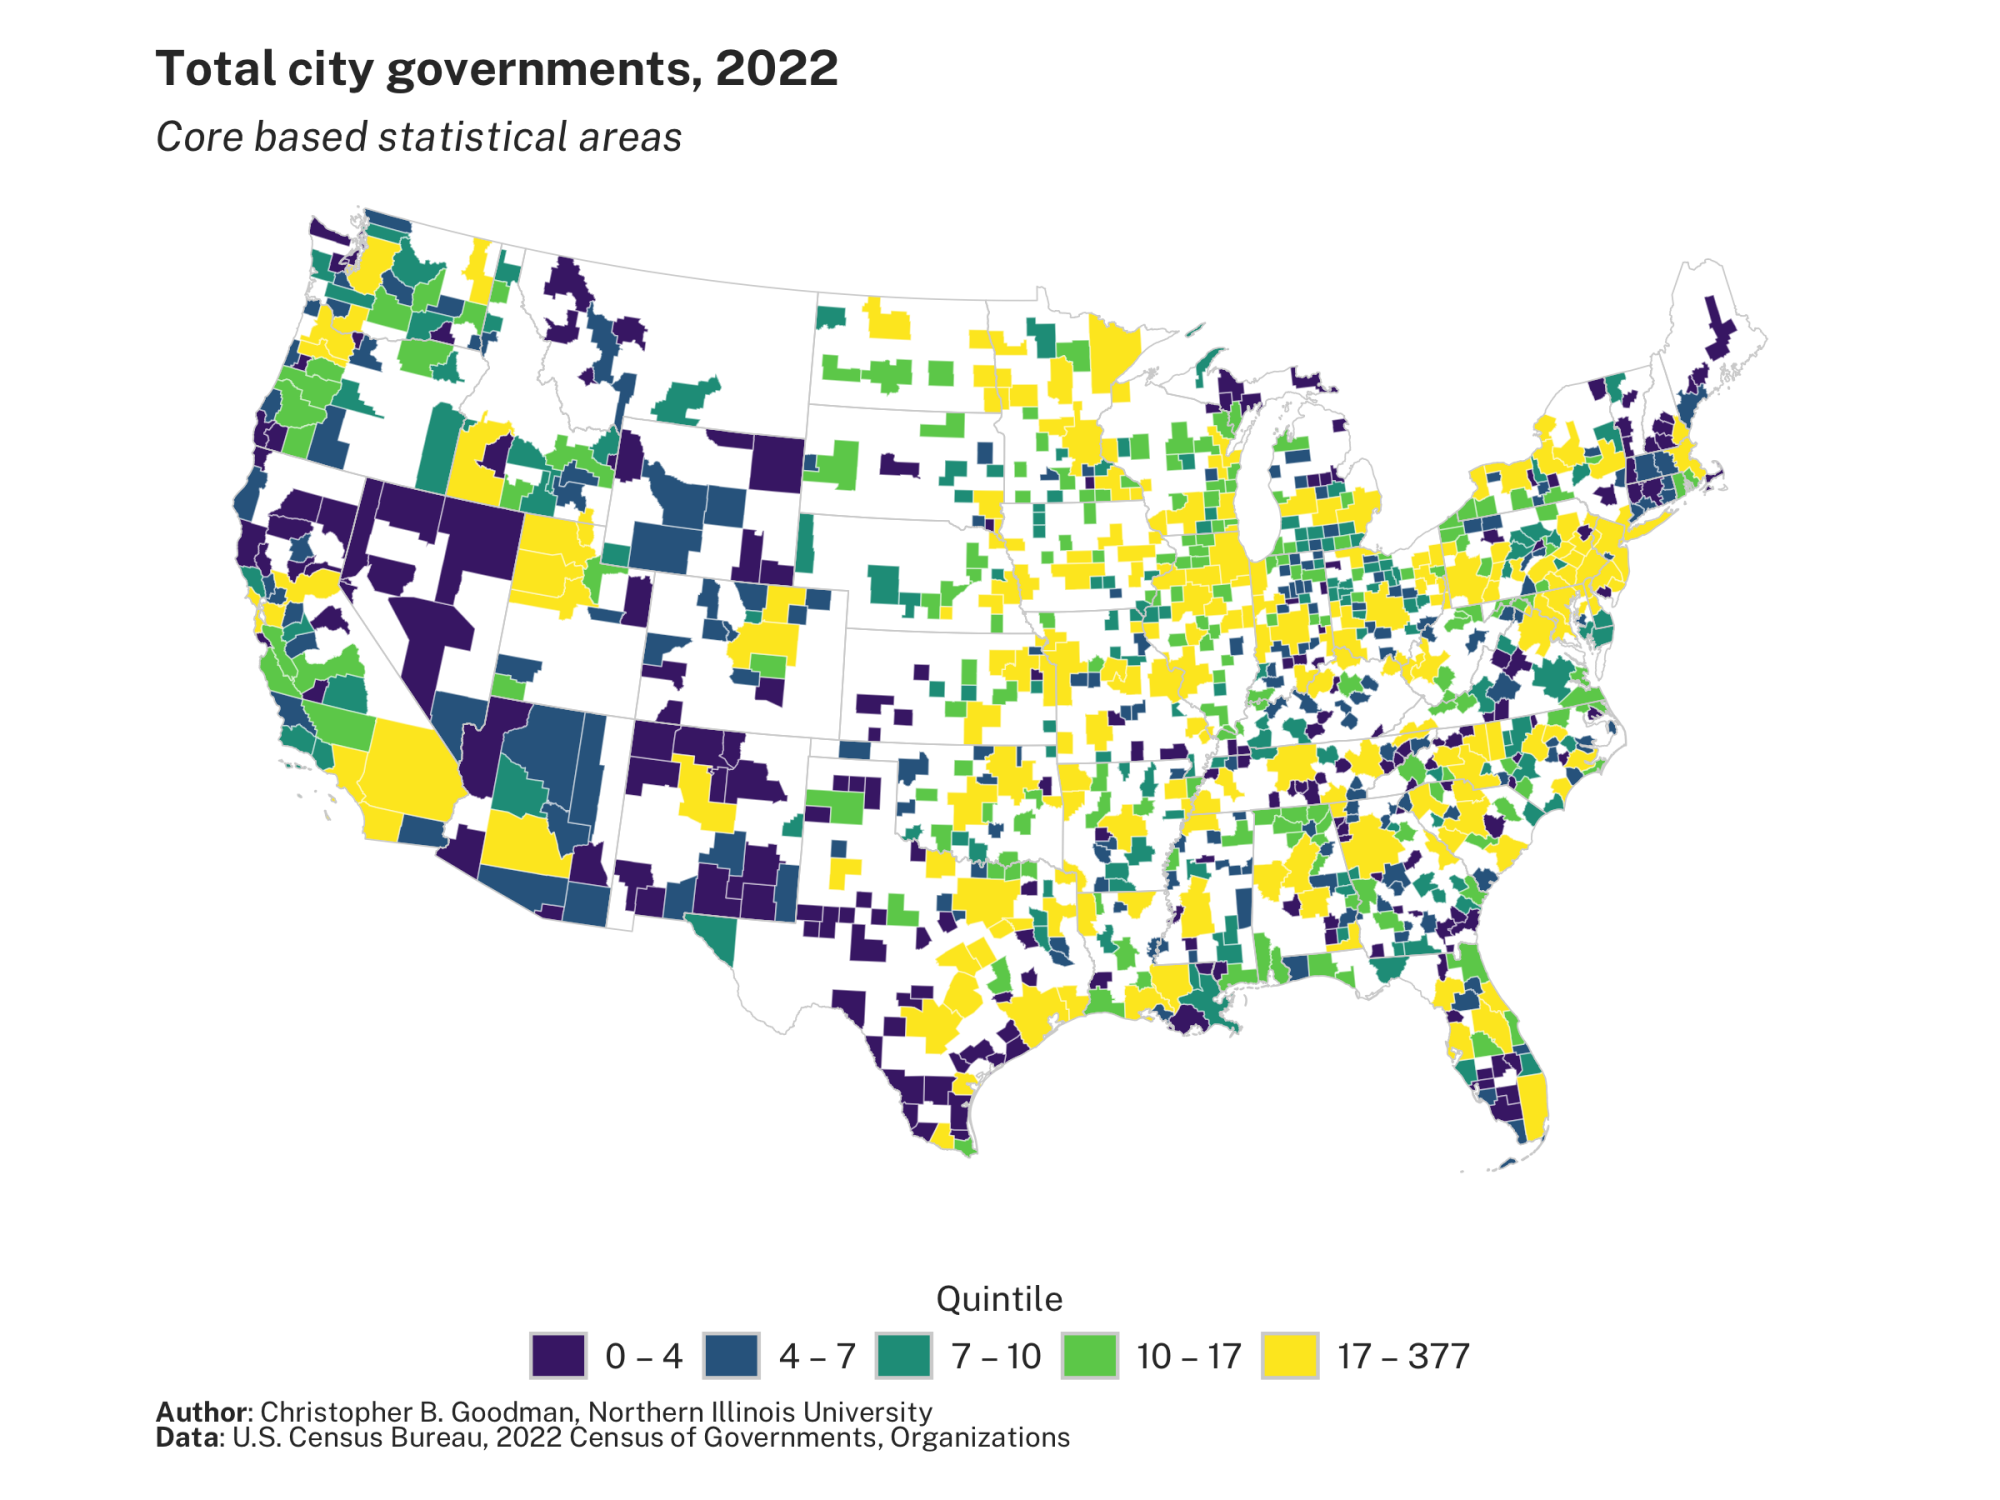 Total city governments, 2022
Core based statistical areas
Quintile
0 – 4 4 – 7 7 – 10 10 – 17 17 – 377
Author: Christopher B. Goodman, Northern Illinois University
Data: U.S. Census Bureau, 2022 Census of Governments, Organizations